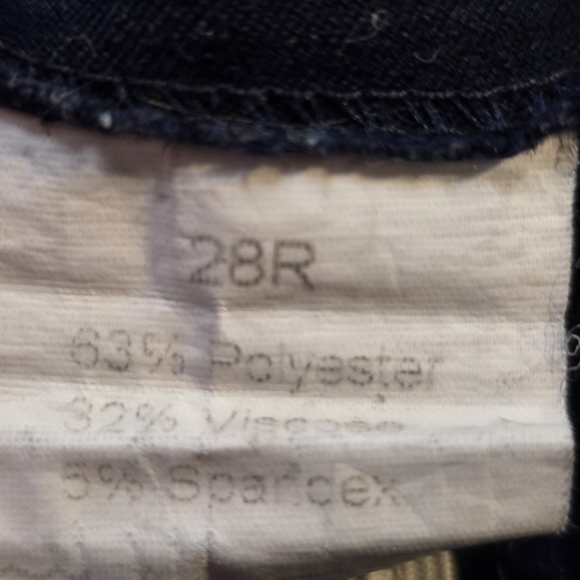 28R
63% Polyester
32% Viscose
5% Spandex